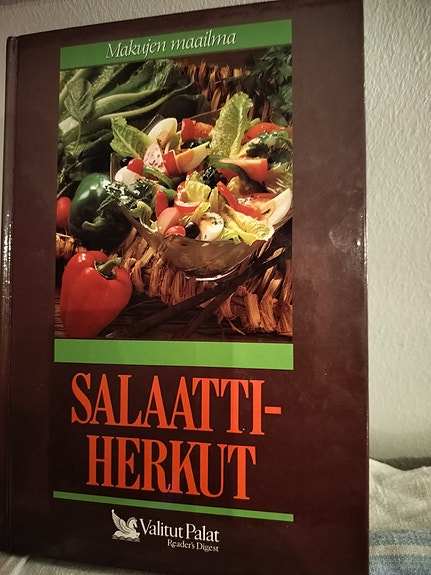 Makujen maailma
SALAATTI-
HERKUT
Valitut Palat
Reader's Digest